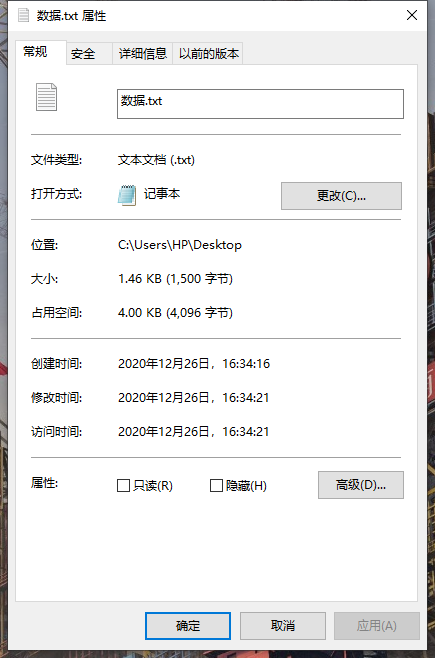 数据.txt 属性
常规 安全 详细信息 以前的版本
数据.txt
文件类型: 文本文档 (.txt)
打开方式: 记事本 更改(C)...
位置: C:\Users\HP\Desktop
大小: 1.46 KB (1,500 字节)
占用空间: 4.00 KB (4,096 字节)
创建时间: 2020年12月26日，16:34:16
修改时间: 2020年12月26日，16:34:21
访问时间: 2020年12月26日，16:34:21
属性: 只读(R) 隐藏(H) 高级(D)...
确定 取消 应用(A)